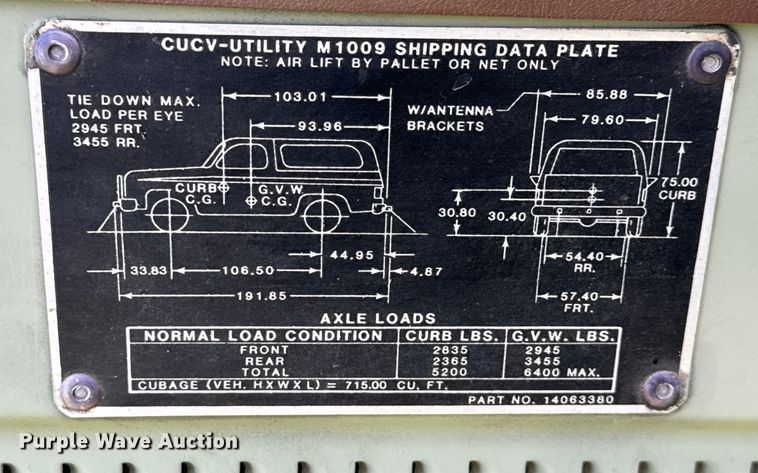 CUCV-UTILITY M1009 SHIPPING DATA PLATE
NOTE: AIR LIFT BY PALLET OR NET ONLY
TIE DOWN MAX.
LOAD PER EYE
2945 FRT.
3455 RR.
103.01
93.96
CURB
C.G.
G.V.W
C.G.
33.83
106.50
44.95
4.87
191.85
85.88
W/ANTENNA
BRACKETS
79.60
75.00
CURB
30.80
30.40
54.40
RR.
57.40
FRT.
AXLE LOADS
NORMAL LOAD CONDITION CURB LBS. G.V.W. LBS.
FRONT 2835 2945
REAR 2365 3455
TOTAL 5200 6400 MAX.
CUBAGE (VEH. HXWXL) = 715.00 CU. FT.
PART NO. 14063380
Purple Wave Auction